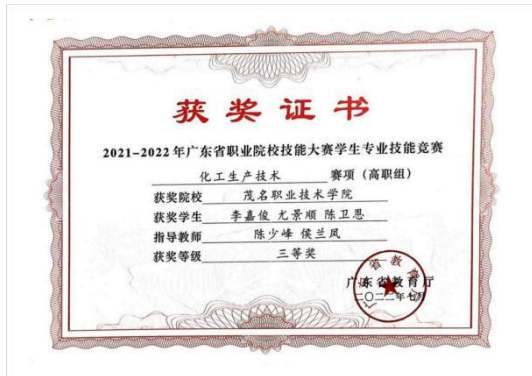 获奖证书
2021-2022年广东省职业院校技能大赛学生专业技能竞赛
化工生产技术 赛项（高职组）
获奖院校 茂名职业技术学院
获奖学生 李嘉俊 尤景顺 陈卫恩
指导教师 陈少峰 侯兰凤
获奖等级 三等奖
广东省教育厅
二〇二二年七月